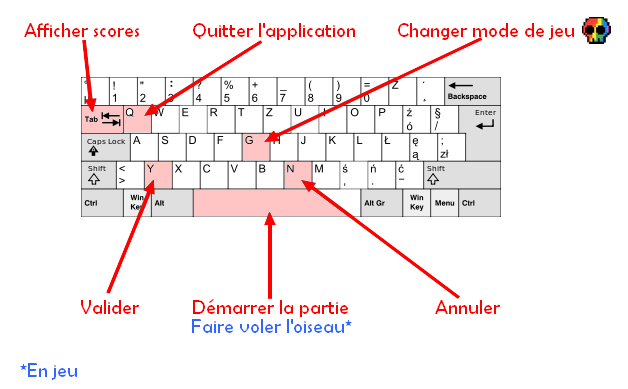 Afficher scores Quitter l'application Changer mode de jeu
! " : ? % + _ ( ) = Z ´ Backspace
1 2 3 4 5 6 7 8 9 0
Tab Q W E R T Z U I O P ż § Enter
ó /
Caps Lock A S D F G H J K L Ł ę ;
ą zł
Shift < Y X C V B N M ś ń ć Shift
> , . –
Ctrl Win Key Alt Alt Gr Win Key Menu Ctrl
Valider Démarrer la partie Annuler
Faire voler l'oiseau*
*En jeu